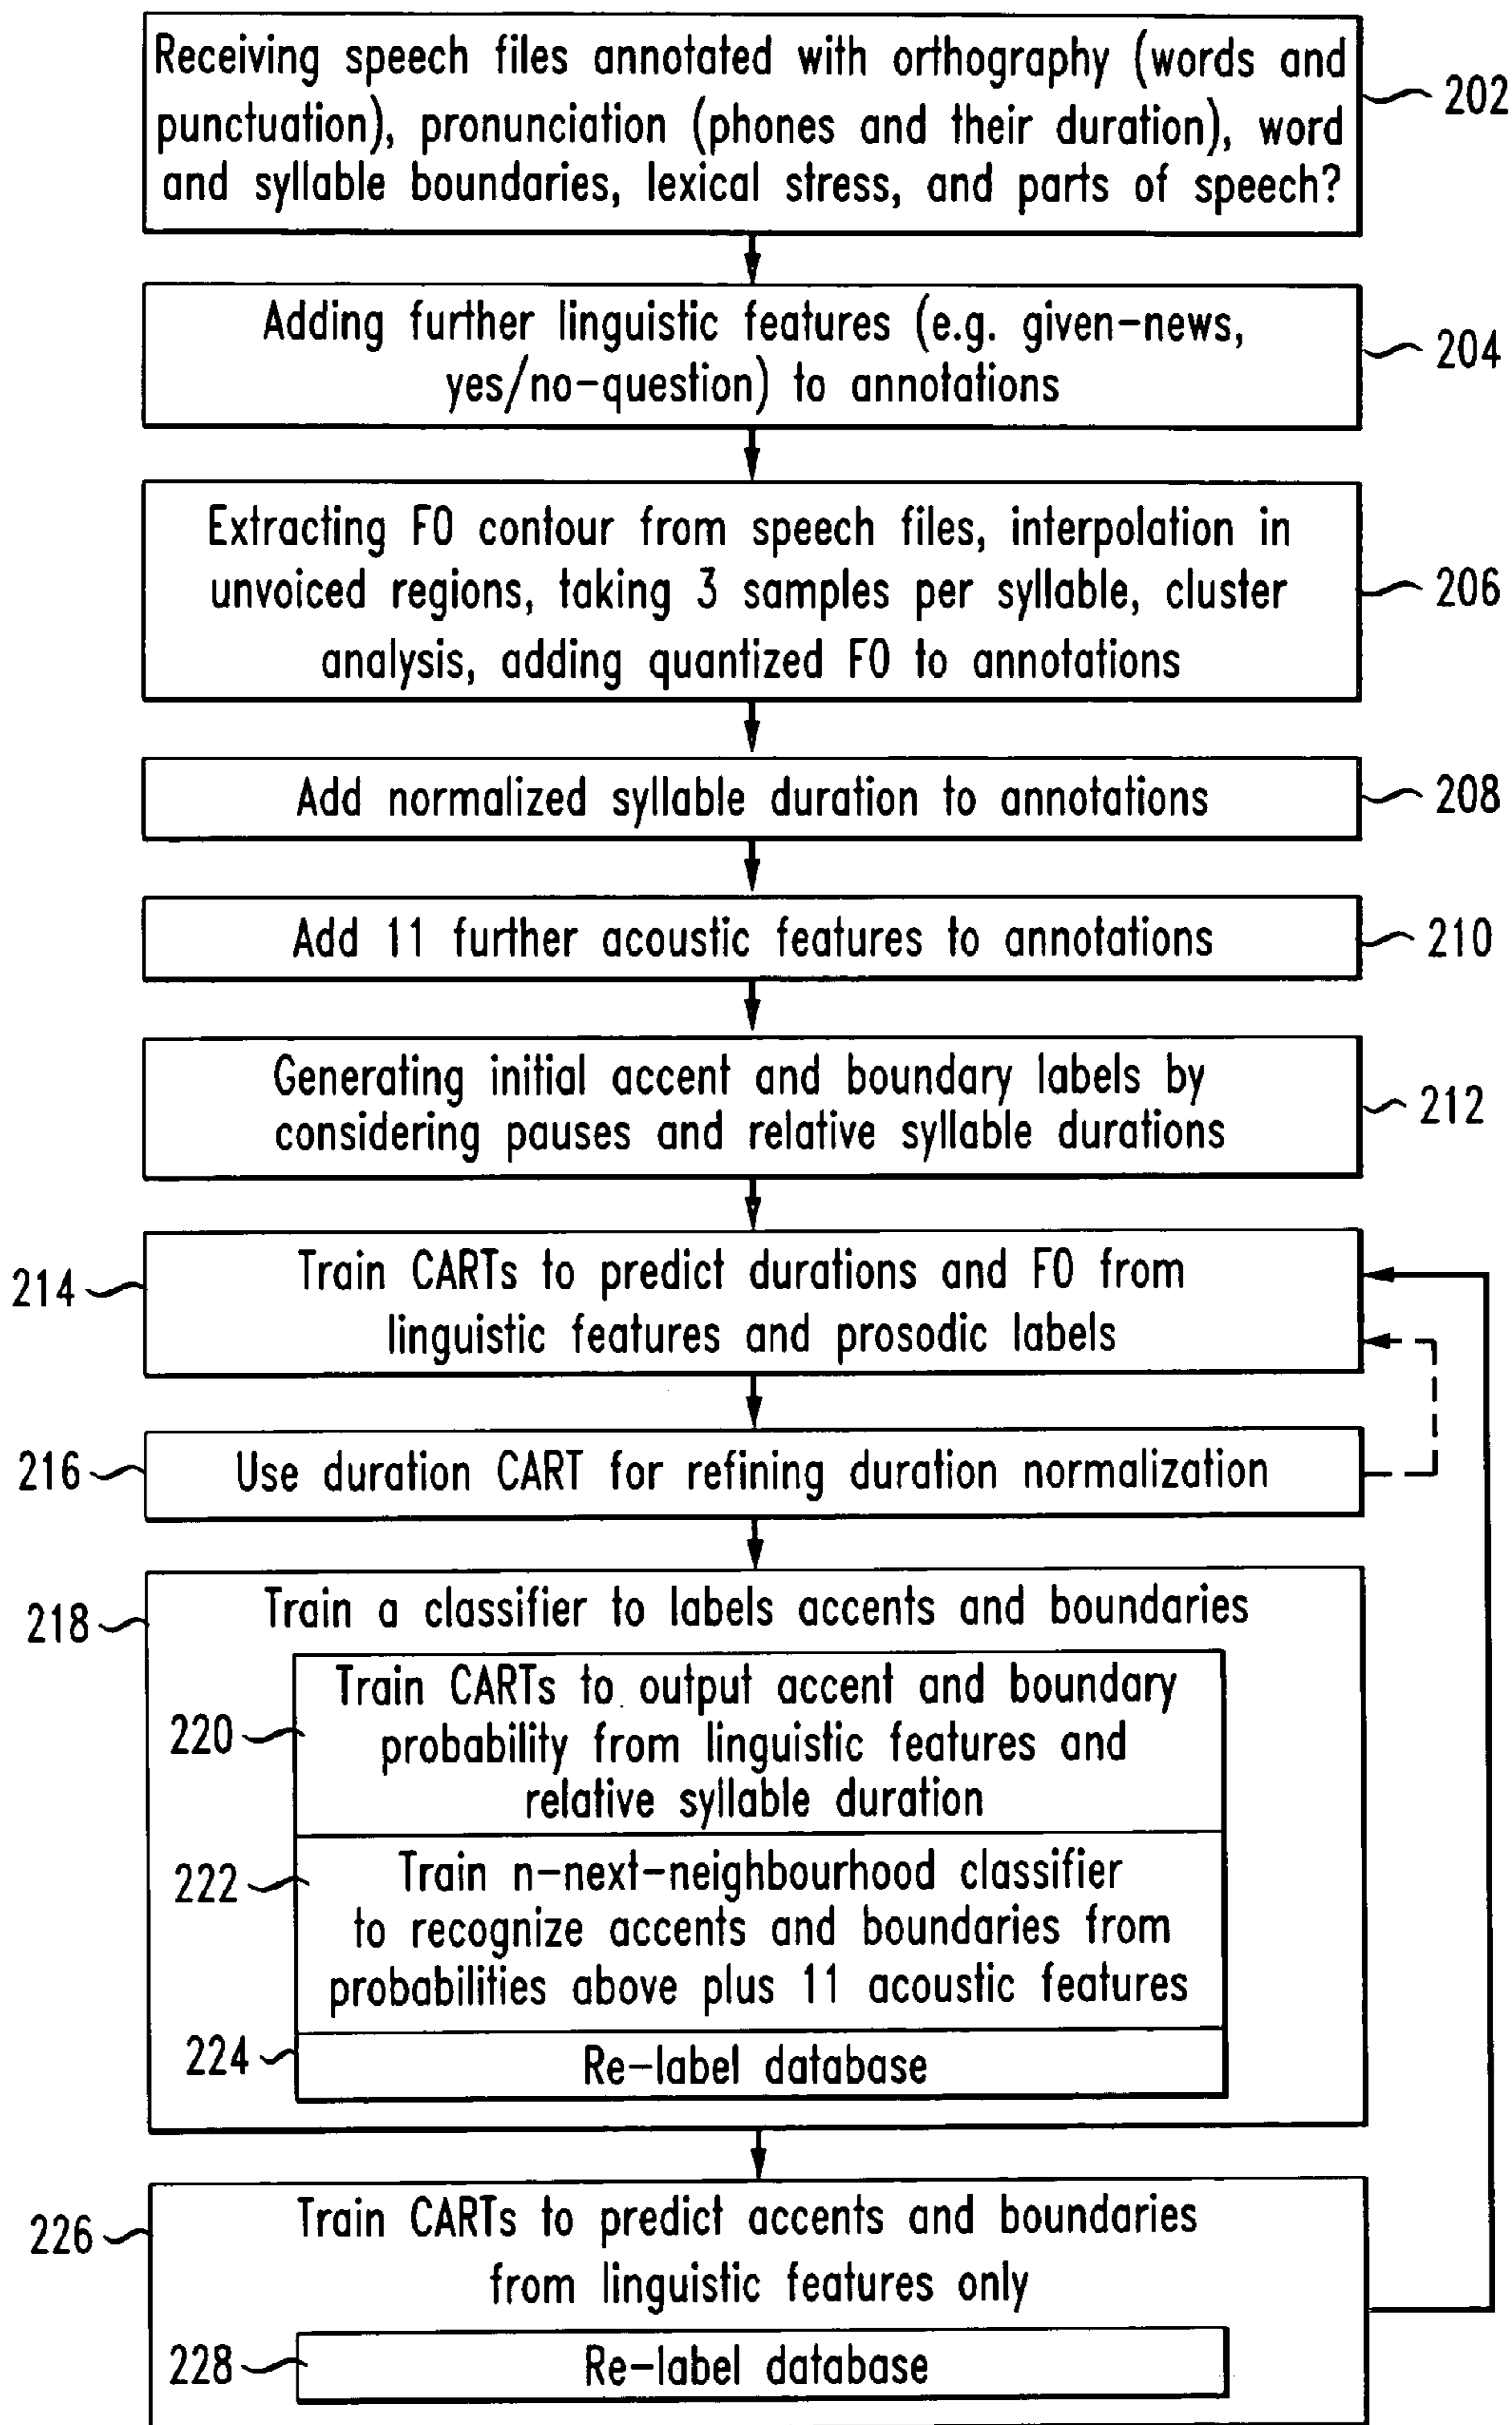 Receiving speech files annotated with orthography (words and
punctuation), pronunciation (phones and their duration), word
and syllable boundaries, lexical stress, and parts of speech?
202
Adding further linguistic features (e.g. given-news,
yes/no-question) to annotations
204
Extracting F0 contour from speech files, interpolation in
unvoiced regions, taking 3 samples per syllable, cluster
analysis, adding quantized F0 to annotations
206
Add normalized syllable duration to annotations
208
Add 11 further acoustic features to annotations
210
Generating initial accent and boundary labels by
considering pauses and relative syllable durations
212
214
Train CARTs to predict durations and F0 from
linguistic features and prosodic labels
216
Use duration CART for refining duration normalization
218
Train a classifier to labels accents and boundaries
220
Train CARTs to output accent and boundary
probability from linguistic features and
relative syllable duration
222
Train n-next-neighbourhood classifier
to recognize accents and boundaries from
probabilities above plus 11 acoustic features
224
Re-label database
226
Train CARTs to predict accents and boundaries
from linguistic features only
228
Re-label database